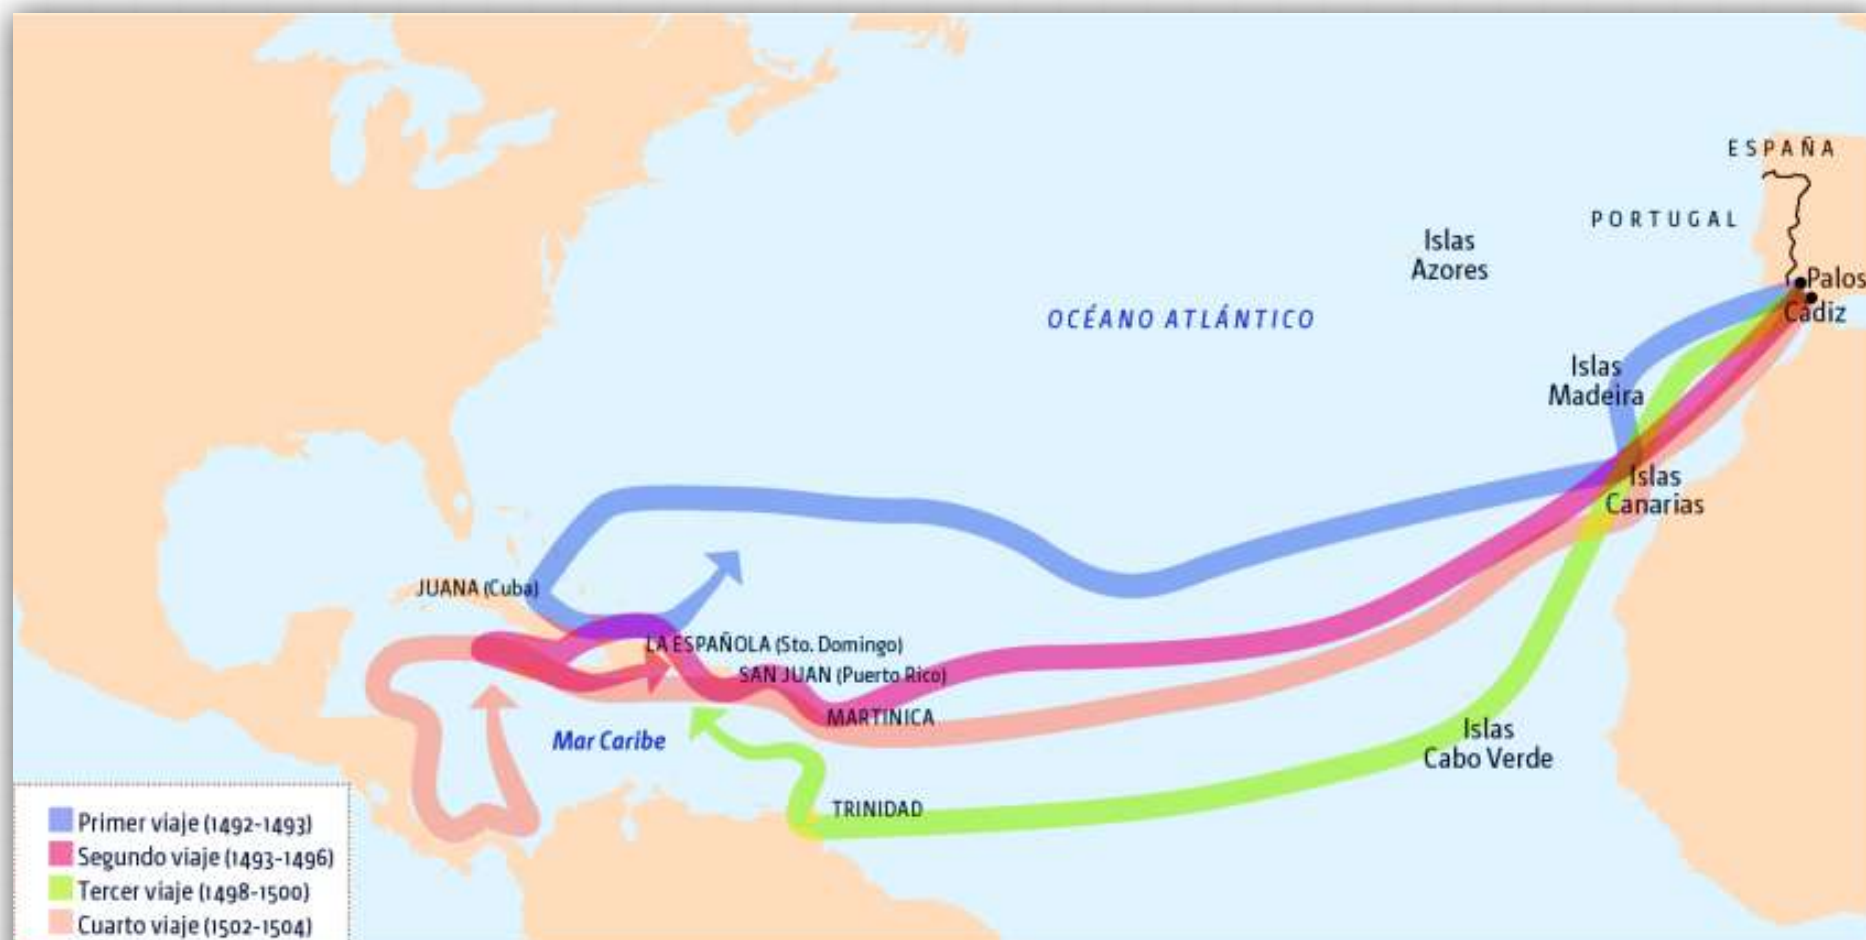 ESPAÑA
PORTUGAL
Islas
Azores
Palos
Cádiz
OCÉANO ATLÁNTICO
Islas
Madeira
Islas
Canarias
JUANA (Cuba)
LA ESPAÑOLA (Sto. Domingo)
SAN JUAN (Puerto Rico)
MARTINICA
Mar Caribe
Islas
Cabo Verde
TRINIDAD
Primer viaje (1492-1493)
Segundo viaje (1493-1496)
Tercer viaje (1498-1500)
Cuarto viaje (1502-1504)